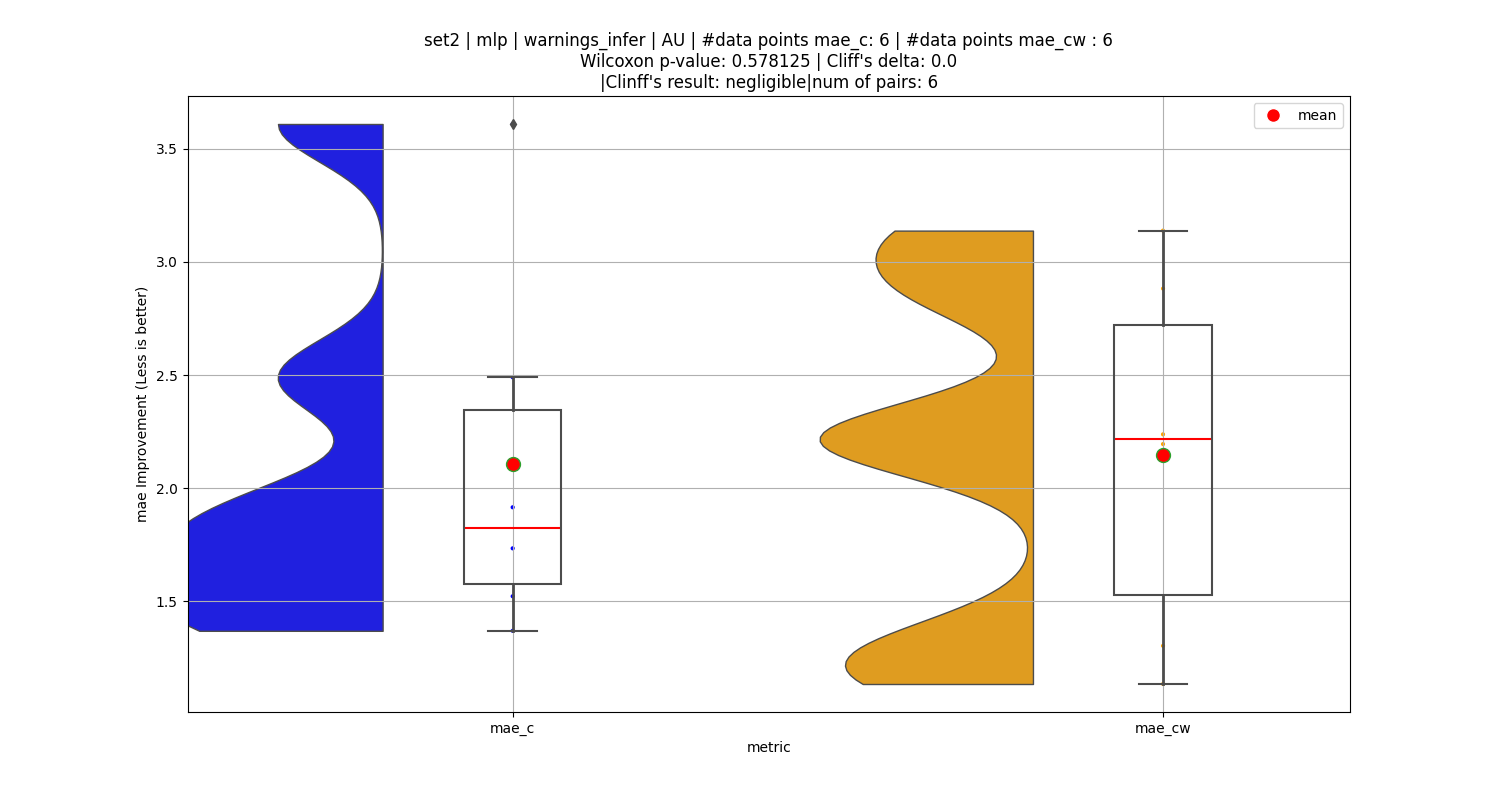 set2 | mlp | warnings_infer | AU | #data points mae_c: 6 | #data points mae_cw : 6
Wilcoxon p-value: 0.578125 | Cliff's delta: 0.0
|Clinff's result: negligible|num of pairs: 6
mean
3.5
3.0
2.5
2.0
1.5
mae Improvement (Less is better)
mae_c
mae_cw
metric